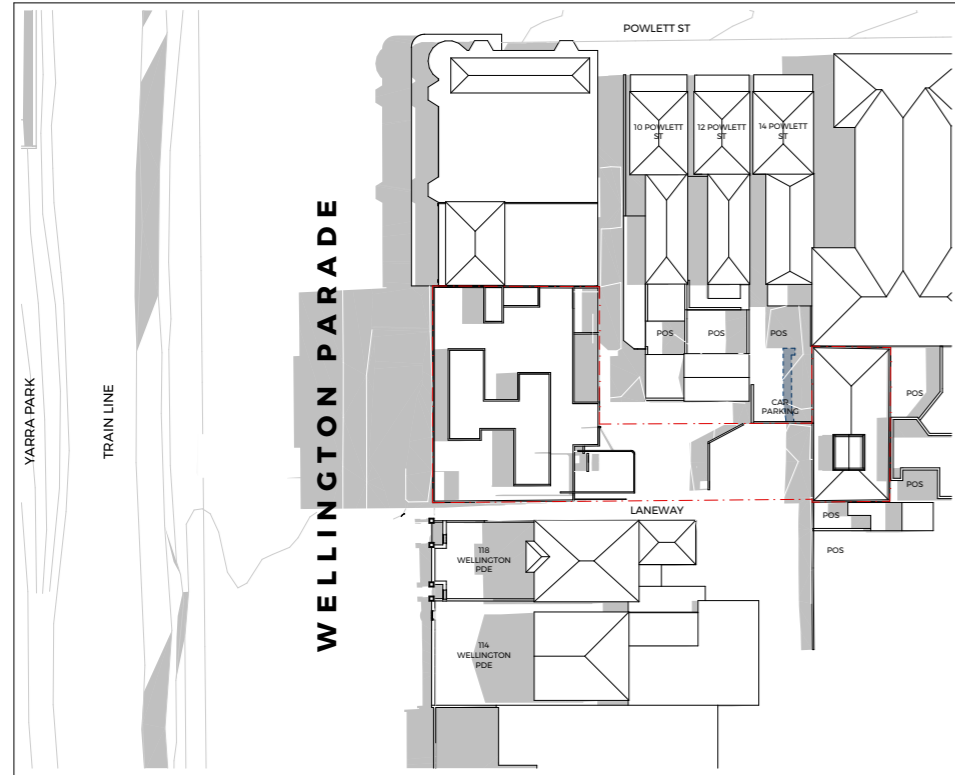 POWLETT ST
10 POWLETT
ST
12 POWLETT
ST
14 POWLETT
ST
WELLINGTON PARADE
YARRA PARK
TRAIN LINE
POS
POS
POS
CAR
PARKING
POS
POS
POS
POS
LANEWAY
118
WELLINGTON
PDE
114
WELLINGTON
PDE